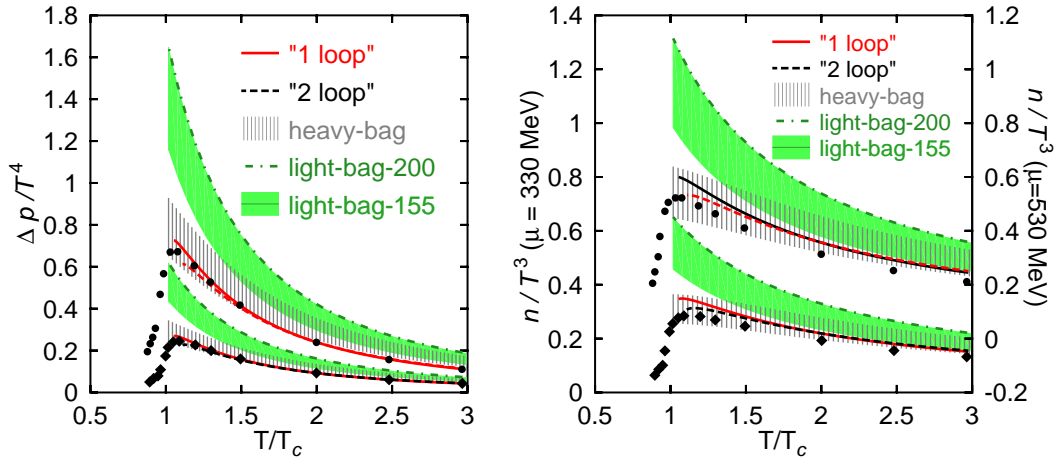 1.8
1.6
1.4
1.2
1
0.8
0.6
0.4
0.2
0
Δ p /T⁴
"1 loop"
"2 loop"
heavy-bag
light-bag-200
light-bag-155
0.5 1 1.5 2 2.5 3
T/T_c
1.4
1.2
1
0.8
0.6
0.4
0.2
0
n / T³ (μ = 330 MeV)
"1 loop"
"2 loop"
heavy-bag
light-bag-200
light-bag-155
1.2
1
0.8
0.6
0.4
0.2
0
-0.2
n / T³ (μ=530 MeV)
0.5 1 1.5 2 2.5 3
T/T_c